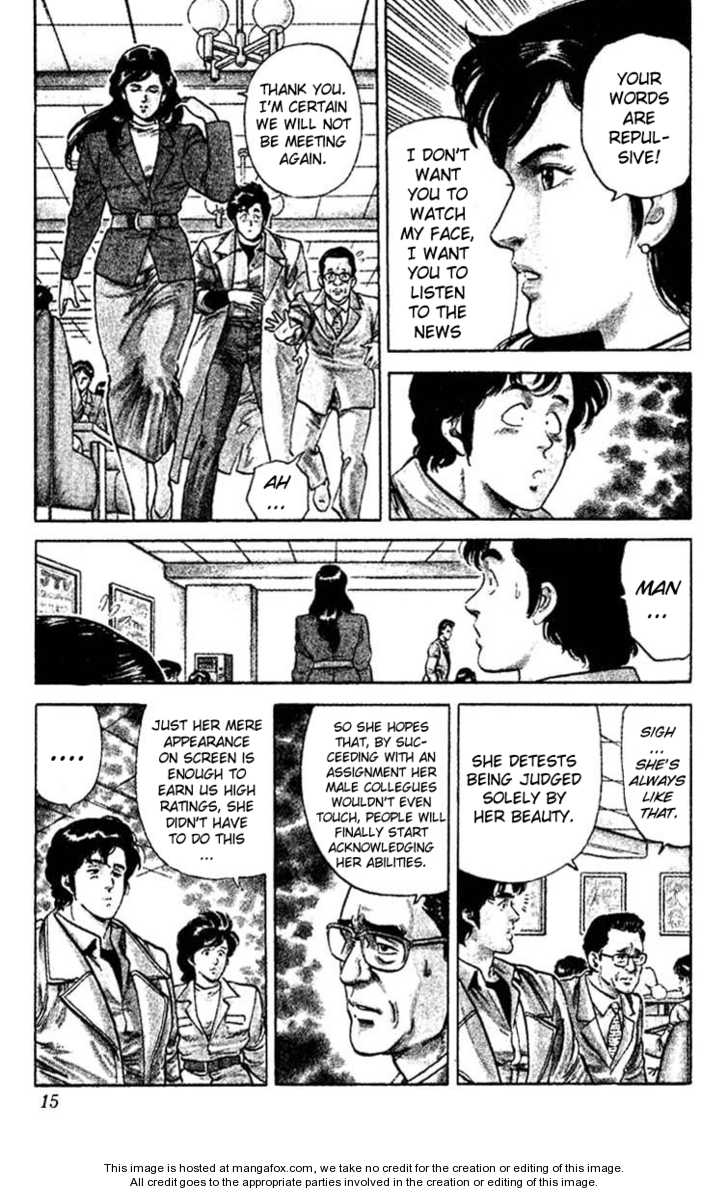 YOUR
WORDS
ARE
REPUL-
SIVE!
I DON'T
WANT
YOU TO
WATCH
MY FACE,
I WANT
YOU TO
LISTEN
TO THE
NEWS
THANK YOU.
I'M CERTAIN
WE WILL NOT
BE MEETING
AGAIN.
AH
...
MAN
...
JTV
SIGH
...
SHE'S
ALWAYS
LIKE
THAT.
SHE DETESTS
BEING JUDGED
SOLELY BY
HER BEAUTY.
SO SHE HOPES
THAT, BY SUC-
CEEDING WITH AN
ASSIGNMENT HER
MALE COLLEGUES
WOULDN'T EVEN
TOUCH, PEOPLE WILL
FINALLY START
ACKNOWLEDGING
HER ABILITIES.
JUST HER MERE
APPEARANCE
ON SCREEN IS
ENOUGH TO
EARN US HIGH
RATINGS, SHE
DIDN'T HAVE
TO DO THIS
...
....
15
This image is hosted at mangafox.com, we take no credit for the creation or editing of this image.
All credit goes to the appropriate parties involved in the creation or editing of this image.